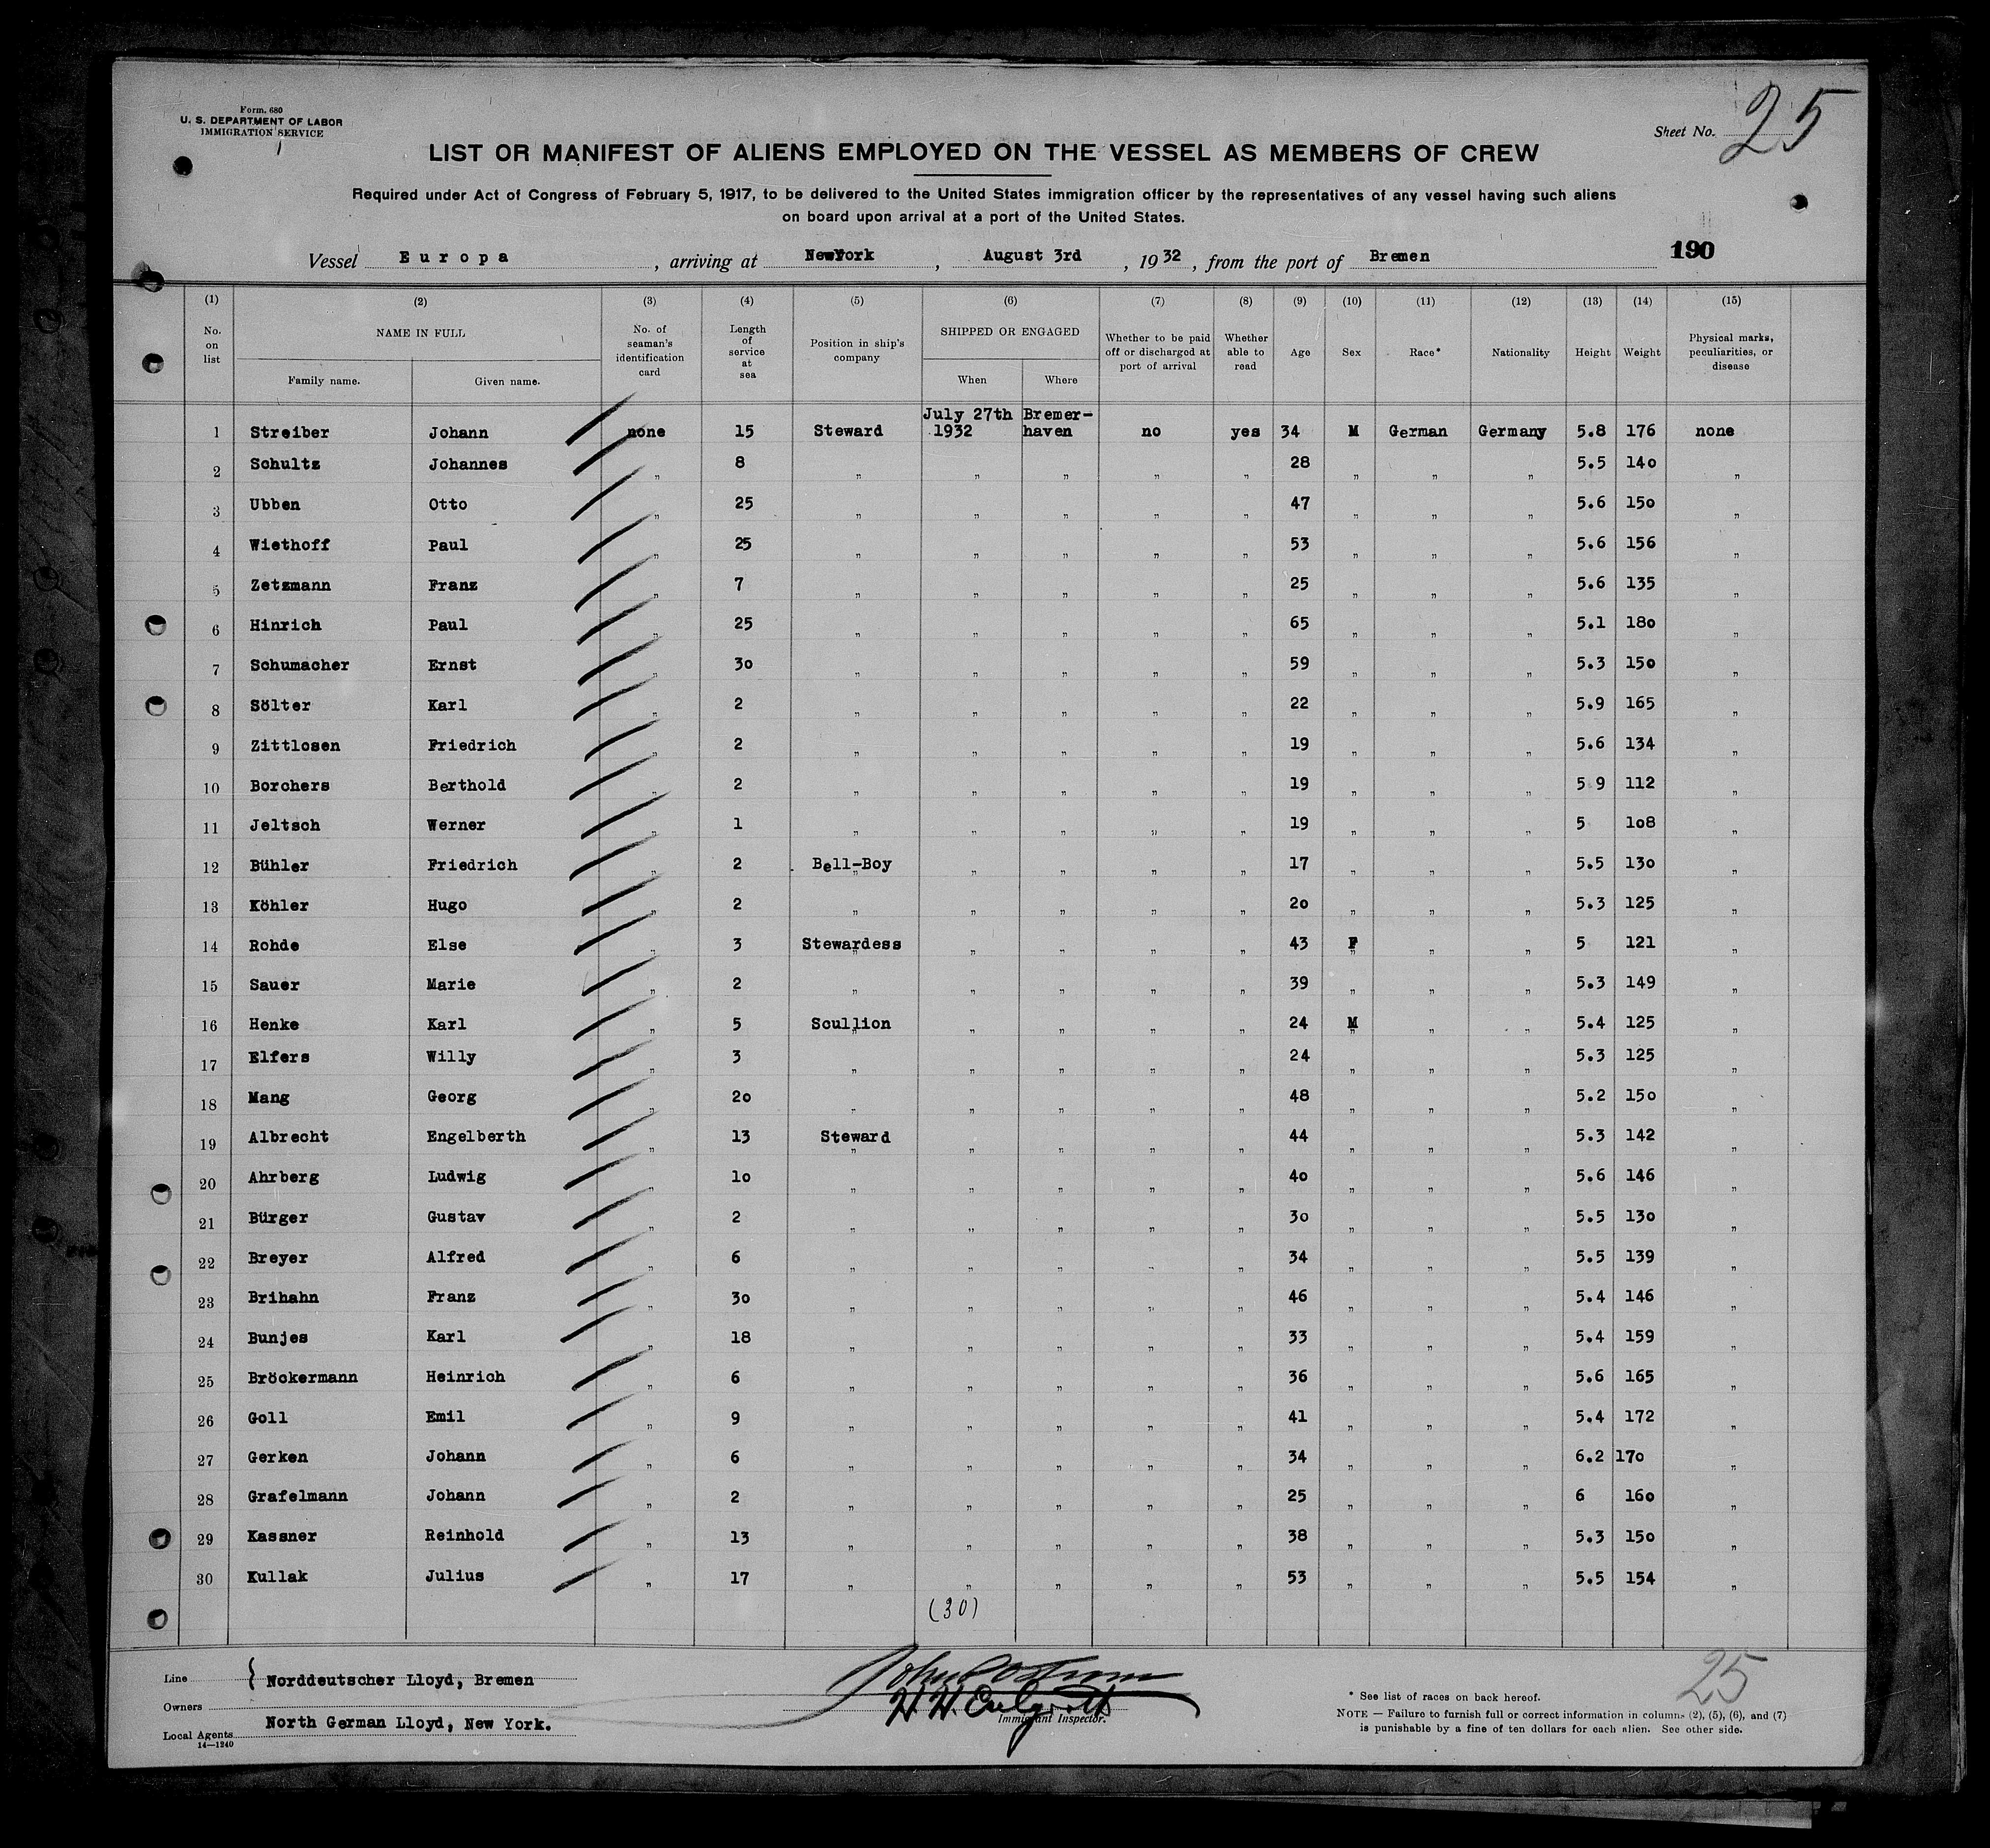 Form. 680
U. S. DEPARTMENT OF LABOR
IMMIGRATION SERVICE
Sheet No. 25
LIST OR MANIFEST OF ALIENS EMPLOYED ON THE VESSEL AS MEMBERS OF CREW
Required under Act of Congress of February 5, 1917, to be delivered to the United States immigration officer by the representatives of any vessel having such aliens
on board upon arrival at a port of the United States.
Vessel Europa, arriving at NewYork, August 3rd, 1932, from the port of Bremen 190
(1) (2) (3) (4) (5) (6) (7) (8) (9) (10) (11) (12) (13) (14) (15)
No. on list NAME IN FULL Family name. Given name. No. of seaman's identification card Length of service at sea Position in ship's company SHIPPED OR ENGAGED When Where Whether to be paid off or discharged at port of arrival Whether able to read Age Sex Race* Nationality Height Weight Physical marks, peculiarities, or disease
July 27th Bremer-
1 Streiber Johann none 15 Steward 1932 haven no yes 34 M German Germany 5.8 176 none
2 Schultz Johannes " 8 " " " " " 28 " " " 5.5 140 "
3 Ubben Otto " 25 " " " " " 47 " " " 5.6 150 "
4 Wiethoff Paul " 25 " " " " " 53 " " " 5.6 156 "
5 Zetzmann Franz " 7 " " " " " 25 " " " 5.6 135 "
6 Hinrich Paul " 25 " " " " " 65 " " " 5.1 180 "
7 Schumacher Ernst " 30 " " " " " 59 " " " 5.3 150 "
8 Sölter Karl " 2 " " " " " 22 " " " 5.9 165 "
9 Zittlosen Friedrich " 2 " " " " " 19 " " " 5.6 134 "
10 Borchers Berthold " 2 " " " " " 19 " " " 5 9 112 "
11 Jeltsch Werner " 1 " " " " " 19 " " " 5 108 "
12 Bühler Friedrich " 2 Bell-Boy " " " " 17 " " " 5.5 130 "
13 Köhler Hugo " 2 " " " " " 20 " " " 5.3 125 "
14 Rohde Else " 3 Stewardess " " " " 43 F " " 5 121 "
15 Sauer Marie " 2 " " " " " 39 " " " 5.3 149 "
16 Henke Karl " 5 Scullion " " " " 24 M " " 5.4 125 "
17 Elfers Willy " 3 " " " " " 24 " " " 5.3 125 "
18 Mang Georg " 20 " " " " " 48 " " " 5.2 150 "
19 Albrecht Engelberth " 13 Steward " " " " 44 " " " 5.3 142 "
20 Ahrberg Ludwig " 10 " " " " " 40 " " " 5.6 146 "
21 Bürger Gustav " 2 " " " " " 30 " " " 5.5 130 "
22 Breyer Alfred " 6 " " " " " 34 " " " 5.5 139 "
23 Brihahn Franz " 30 " " " " " 46 " " " 5.4 146 "
24 Bunjes Karl " 18 " " " " " 33 " " " 5.4 159 "
25 Bröckermann Heinrich " 6 " " " " " 36 " " " 5.6 165 "
26 Goll Emil " 9 " " " " " 41 " " " 5.4 172 "
27 Gerken Johann " 6 " " " " " 34 " " " 6.2 170 "
28 Grafelmann Johann " 2 " " " " " 25 " " " 6 160 "
29 Kassner Reinhold " 13 " " " " " 38 " " " 5.3 150 "
30 Kullak Julius " 17 " " " " " 53 " " " 5.5 154 "
(30)
Line Norddeutscher Lloyd, Bremen
Owners
Local Agents North German Lloyd, New York.
14—1240
Immigrant Inspector.
25
* See list of races on back hereof.
NOTE — Failure to furnish full or correct information in columns (2), (5), (6), and (7)
is punishable by a fine of ten dollars for each alien. See other side.